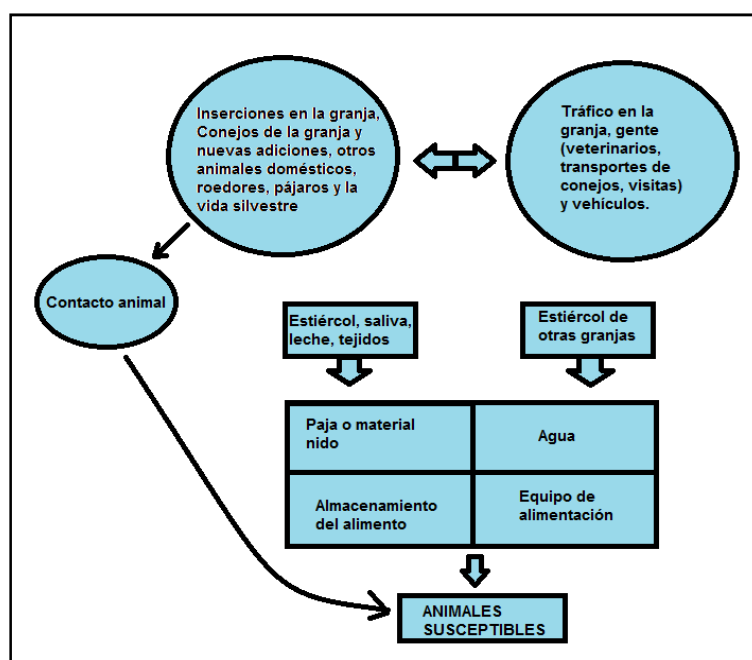 Inserciones en la granja,
Conejos de la granja y
nuevas adiciones, otros
animales domésticos,
roedores, pájaros y la
vida silvestre
Tráfico en la
granja, gente
(veterinarios,
transportes de
conejos, visitas)
y vehículos.
Contacto animal
Estiércol, saliva,
leche, tejidos
Estiércol de
otras granjas
Paja o material
nido
Agua
Almacenamiento
del alimento
Equipo de
alimentación
ANIMALES
SUSCEPTIBLES